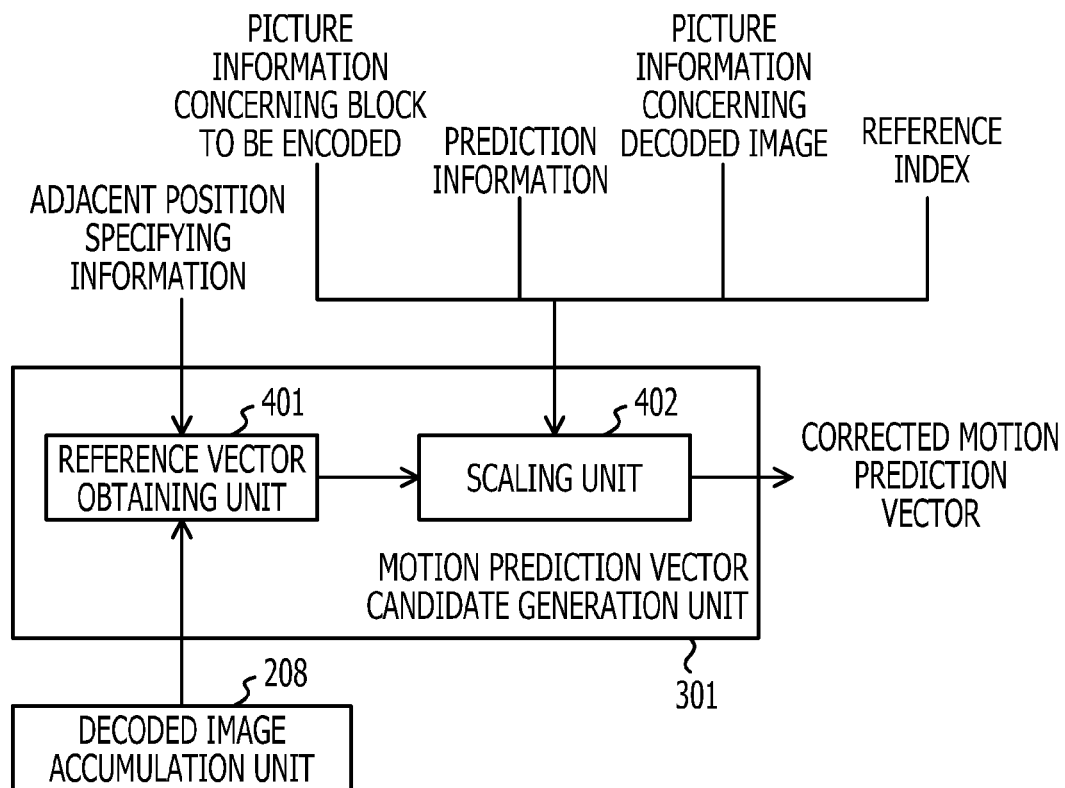 PICTURE
INFORMATION
CONCERNING BLOCK
TO BE ENCODED
PREDICTION
INFORMATION
PICTURE
INFORMATION
CONCERNING
DECODED IMAGE
REFERENCE
INDEX
ADJACENT POSITION
SPECIFYING
INFORMATION
401
REFERENCE VECTOR
OBTAINING UNIT
402
SCALING UNIT
CORRECTED MOTION
PREDICTION
VECTOR
MOTION PREDICTION VECTOR
CANDIDATE GENERATION UNIT
301
208
DECODED IMAGE
ACCUMULATION UNIT